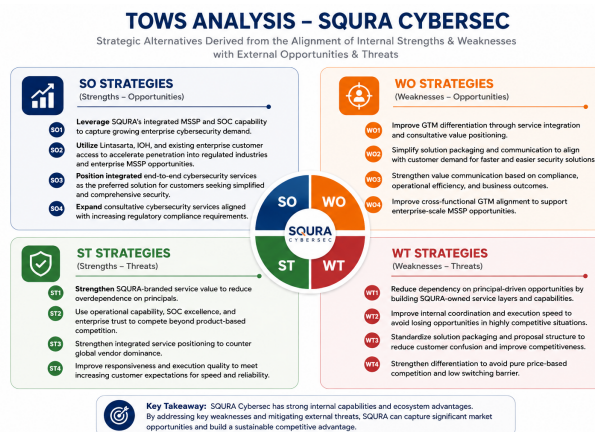 TOWS ANALYSIS – SQURA CYBERSEC
Strategic Alternatives Derived from the Alignment of Internal Strengths & Weaknesses
with External Opportunities & Threats
SO STRATEGIES
(Strengths – Opportunities)
SO1
Leverage SQURA's integrated MSSP and SOC capability
to capture growing enterprise cybersecurity demand.
SO2
Utilize Lintasarta, IOH, and existing enterprise customer
access to accelerate penetration into regulated industries
and enterprise MSSP opportunities.
SO3
Position integrated end-to-end cybersecurity services
as the preferred solution for customers seeking simplified
and comprehensive security.
SO4
Expand consultative cybersecurity services aligned
with increasing regulatory compliance requirements.
WO STRATEGIES
(Weaknesses – Opportunities)
WO1
Improve GTM differentiation through service integration
and consultative value positioning.
WO2
Simplify solution packaging and communication to align
with customer demand for faster and easier security solutions
WO3
Strengthen value communication based on compliance,
operational efficiency, and business outcomes.
WO4
Improve cross-functional GTM alignment to support
enterprise-scale MSSP opportunities.
SO
WO
SQURA
CYBERSEC
ST
WT
ST STRATEGIES
(Strengths – Threats)
ST1
Strengthen SQURA-branded service value to reduce
overdependence on principals.
ST2
Use operational capability, SOC excellence, and
enterprise trust to compete beyond product-based
competition.
ST3
Strengthen integrated service positioning to counter
global vendor dominance.
ST4
Improve responsiveness and execution quality to meet
increasing customer expectations for speed and reliability.
WT STRATEGIES
(Weaknesses – Threats)
WT1
Reduce dependency on principal-driven opportunities by
building SQURA-owned service layers and capabilities.
WT2
Improve internal coordination and execution speed to
avoid losing opportunities in highly competitive situations.
WT3
Standardize solution packaging and proposal structure to
reduce customer confusion and improve competitiveness.
WT4
Strengthen differentiation to avoid pure price-based
competition and low switching barrier.
Key Takeaway: SQURA Cybersec has strong internal capabilities and ecosystem advantages.
By addressing key weaknesses and mitigating external threats, SQURA can capture significant market
opportunities and build a sustainable competitive advantage.